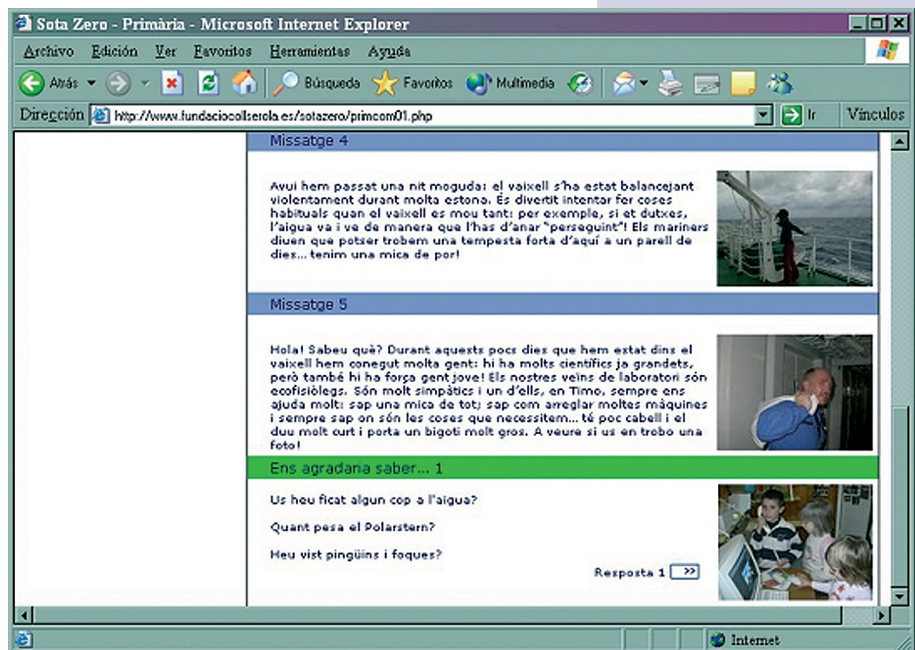 Sota Zero - Primària - Microsoft Internet Explorer
Archivo Edición Ver Favoritos Herramientas Ayuda
Atrás Búsqueda Favoritos Multimedia
Dirección http://www.fundaciocollserola.es/sotazero/primcom01.php Ir Vínculos
Missatge 4
Avui hem passat una nit moguda: el vaixell s'ha estat balancejant
violentament durant molta estona. És divertit intentar fer coses
habituals quan el vaixell es mou tant: per exemple, si et dutxes,
l'aigua va i ve de manera que l'has d'anar "perseguint"! Els mariners
diuen que potser trobem una tempesta forta d'aquí a un parell de
dies... tenim una mica de por!
Missatge 5
Hola! Sabeu què? Durant aquests pocs dies que hem estat dins el
vaixell hem conegut molta gent: hi ha molts científics ja grandets,
però també hi ha força gent jove! Els nostres veïns de laboratori són
ecofisiòlegs. Són molt simpàtics i un d'ells, en Timo, sempre ens
ajuda molt: sap una mica de tot; sap com arreglar moltes màquines
i sempre sap on són les coses que necessitem... té poc cabell i el
duu molt curt i porta un bigoti molt gros. A veure si us en trobo una
foto!
Ens agradaria saber... 1
Us heu ficat algun cop a l'aigua?
Quant pesa el Polarstern?
Heu vist pingüins i foques?
Resposta 1 >>
Internet